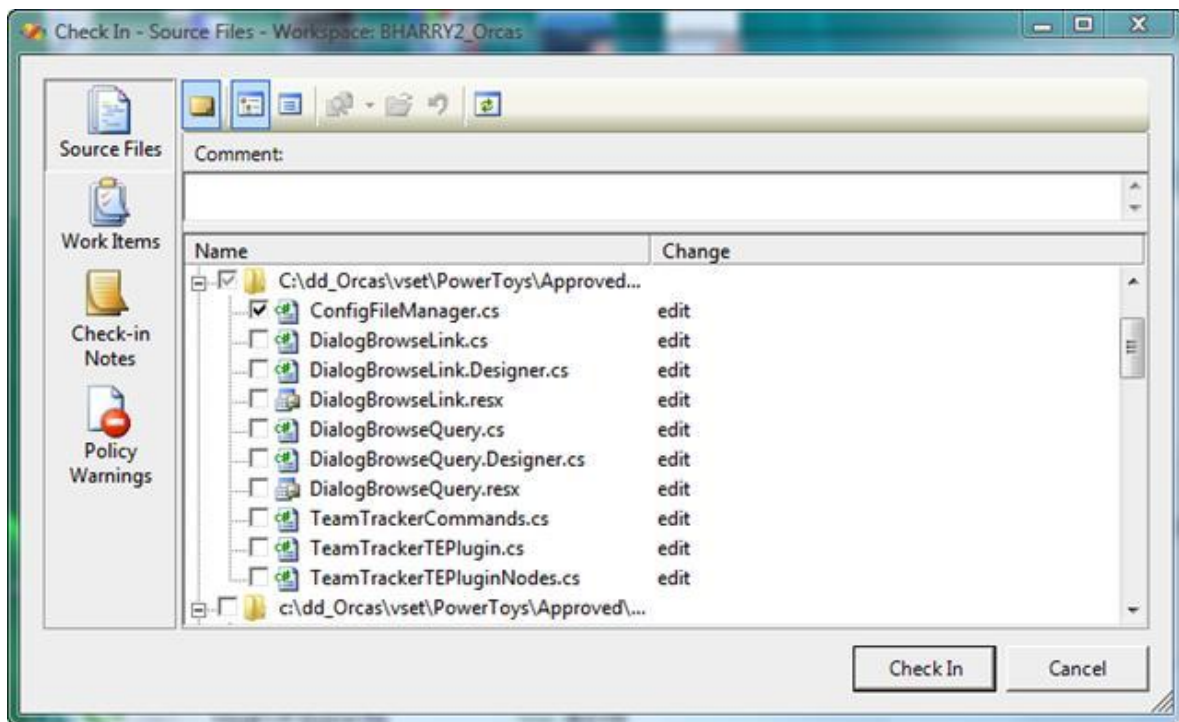 Check In - Source Files - Workspace: BHARRY2_Orcas
Source Files
Work Items
Check-in
Notes
Policy
Warnings
Comment:
Name Change
C:\dd_Orcas\vset\PowerToys\Approved...
ConfigFileManager.cs edit
DialogBrowseLink.cs edit
DialogBrowseLink.Designer.cs edit
DialogBrowseLink.resx edit
DialogBrowseQuery.cs edit
DialogBrowseQuery.Designer.cs edit
DialogBrowseQuery.resx edit
TeamTrackerCommands.cs edit
TeamTrackerTEPlugin.cs edit
TeamTrackerTEPluginNodes.cs edit
c:\dd_Orcas\vset\PowerToys\Approved\...
Check In Cancel